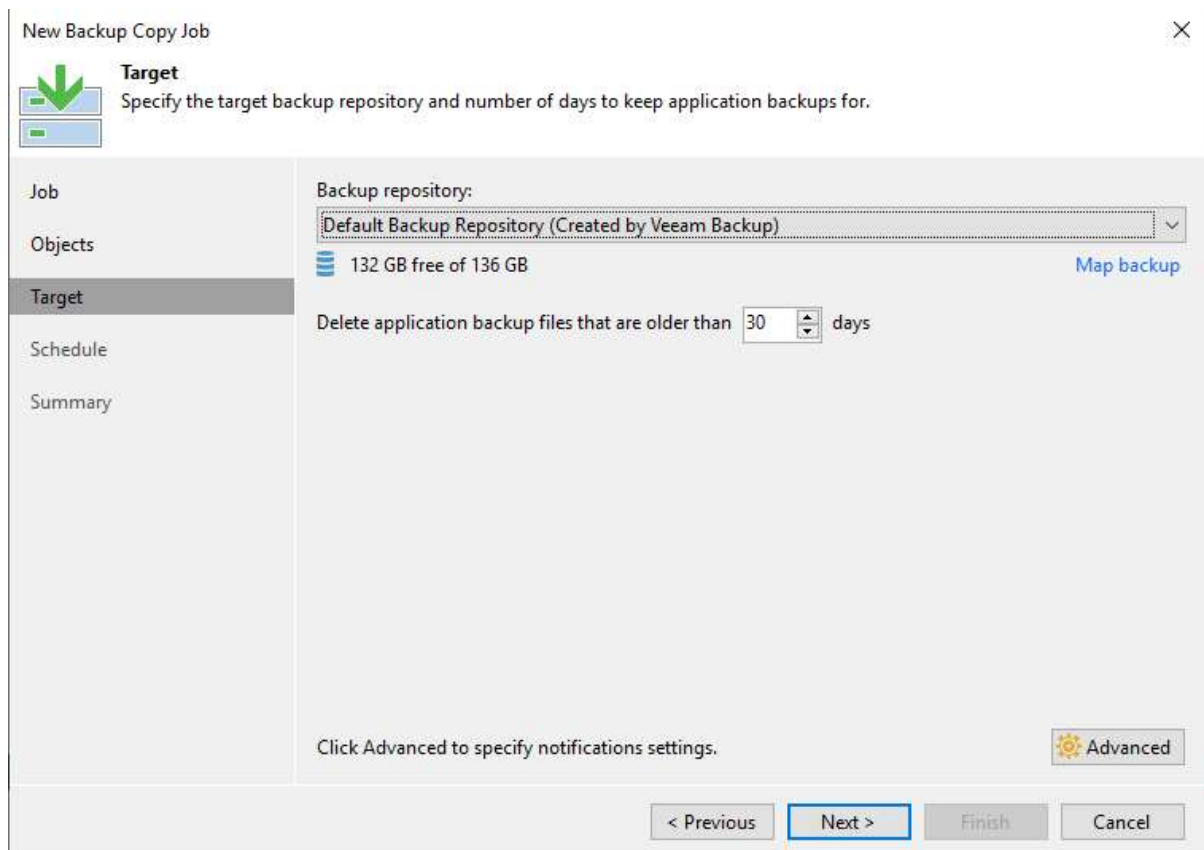 New Backup Copy Job
Target
Specify the target backup repository and number of days to keep application backups for.
Job
Objects
Target
Schedule
Summary
Backup repository:
Default Backup Repository (Created by Veeam Backup)
132 GB free of 136 GB
Map backup
Delete application backup files that are older than 30 days
Click Advanced to specify notifications settings.
Advanced
< Previous
Next >
Finish
Cancel